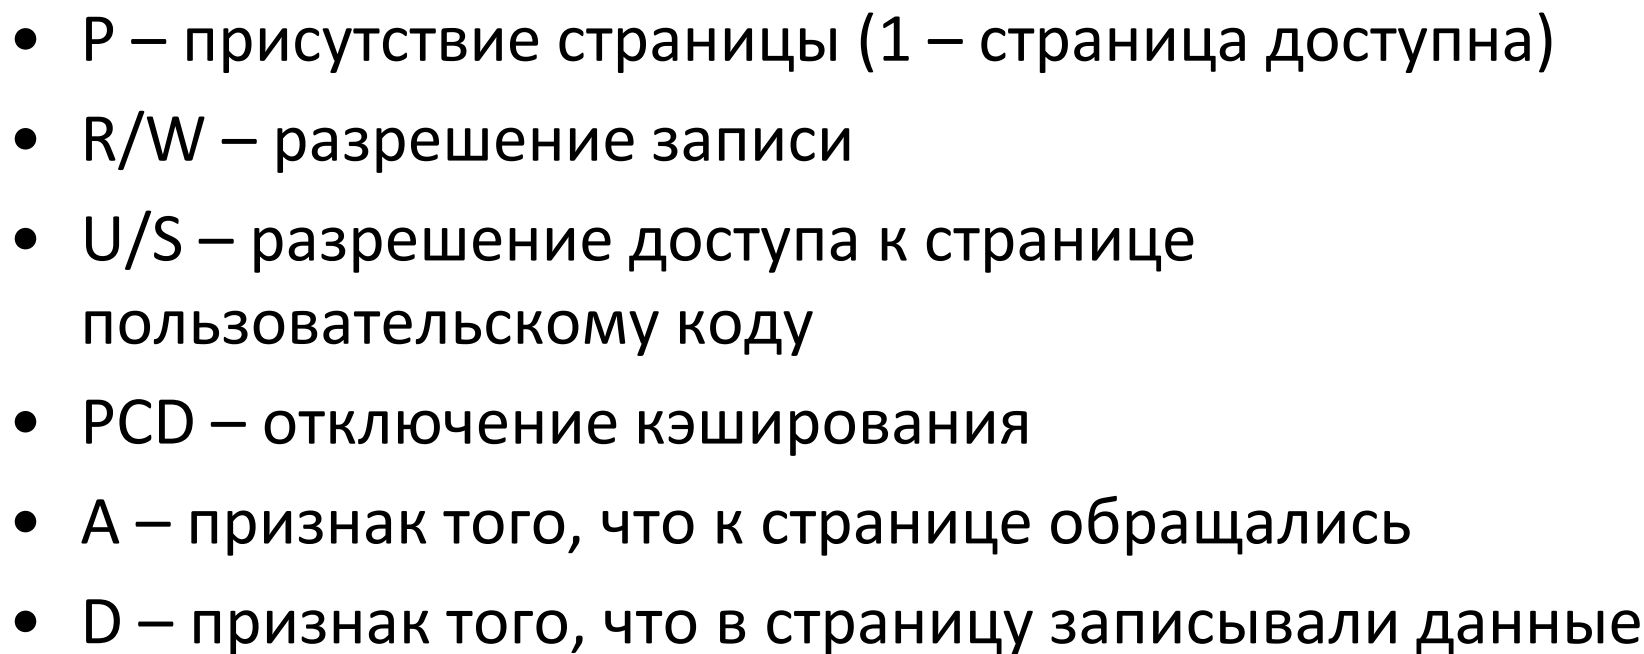 • P – присутствие страницы (1 – страница доступна)
• R/W – разрешение записи
• U/S – разрешение доступа к странице
пользовательскому коду
• PCD – отключение кэширования
• A – признак того, что к странице обращались
• D – признак того, что в страницу записывали данные